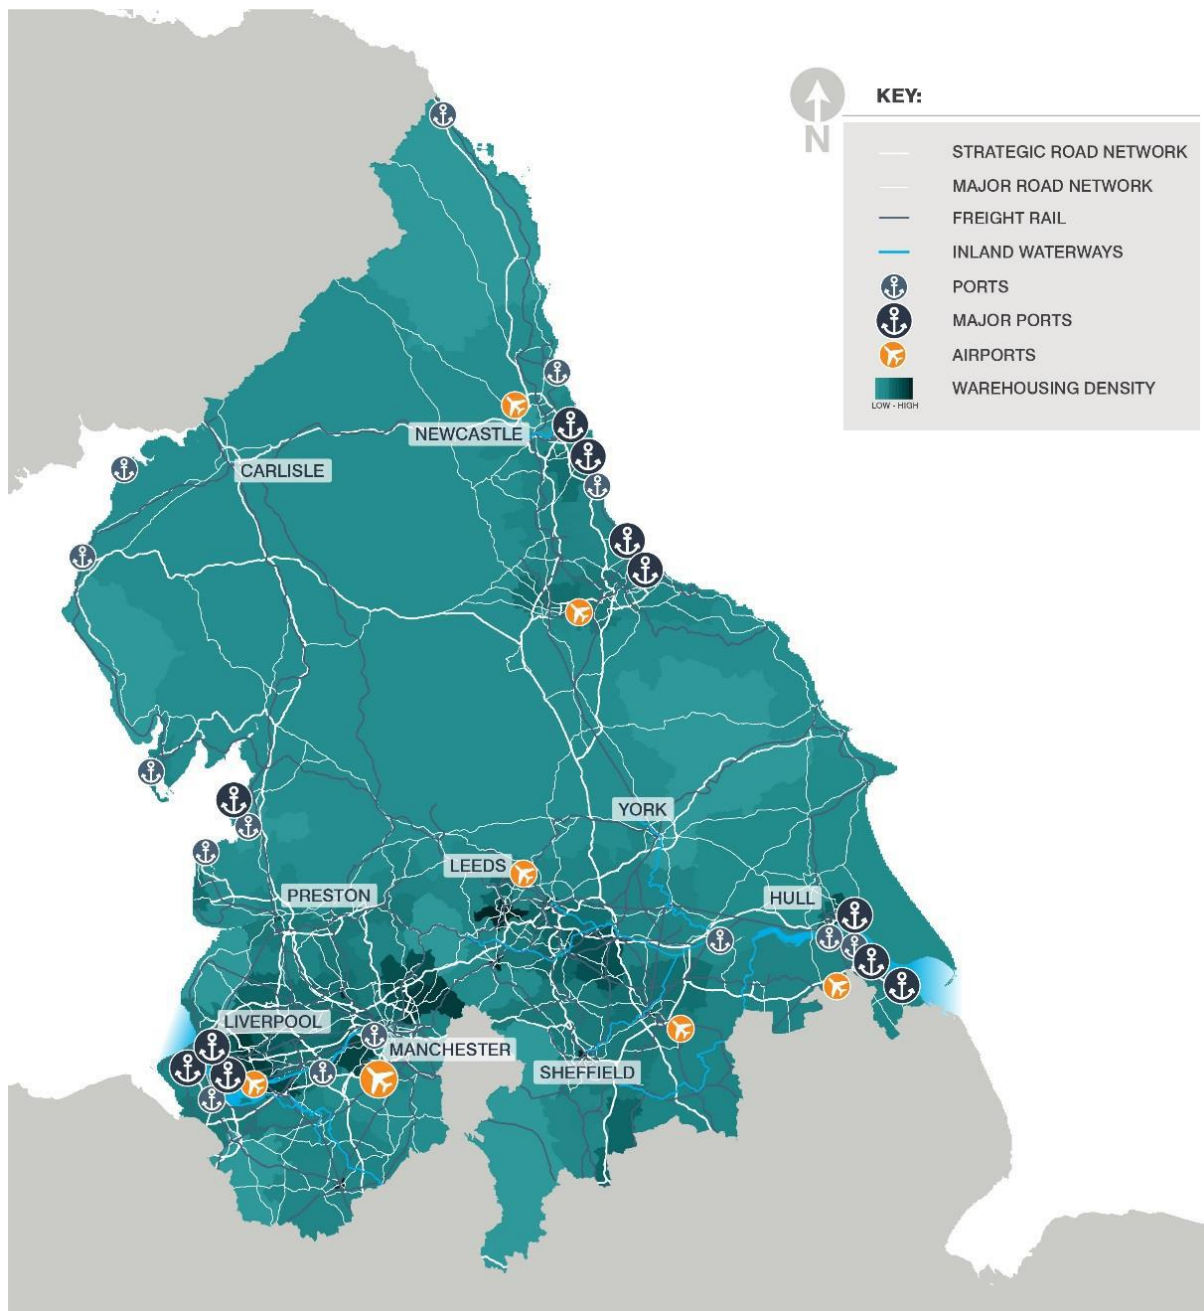 KEY:
N
STRATEGIC ROAD NETWORK
MAJOR ROAD NETWORK
FREIGHT RAIL
INLAND WATERWAYS
PORTS
MAJOR PORTS
AIRPORTS
WAREHOUSING DENSITY
LOW - HIGH
NEWCASTLE
CARLISLE
YORK
LEEDS
PRESTON
HULL
LIVERPOOL
MANCHESTER
SHEFFIELD